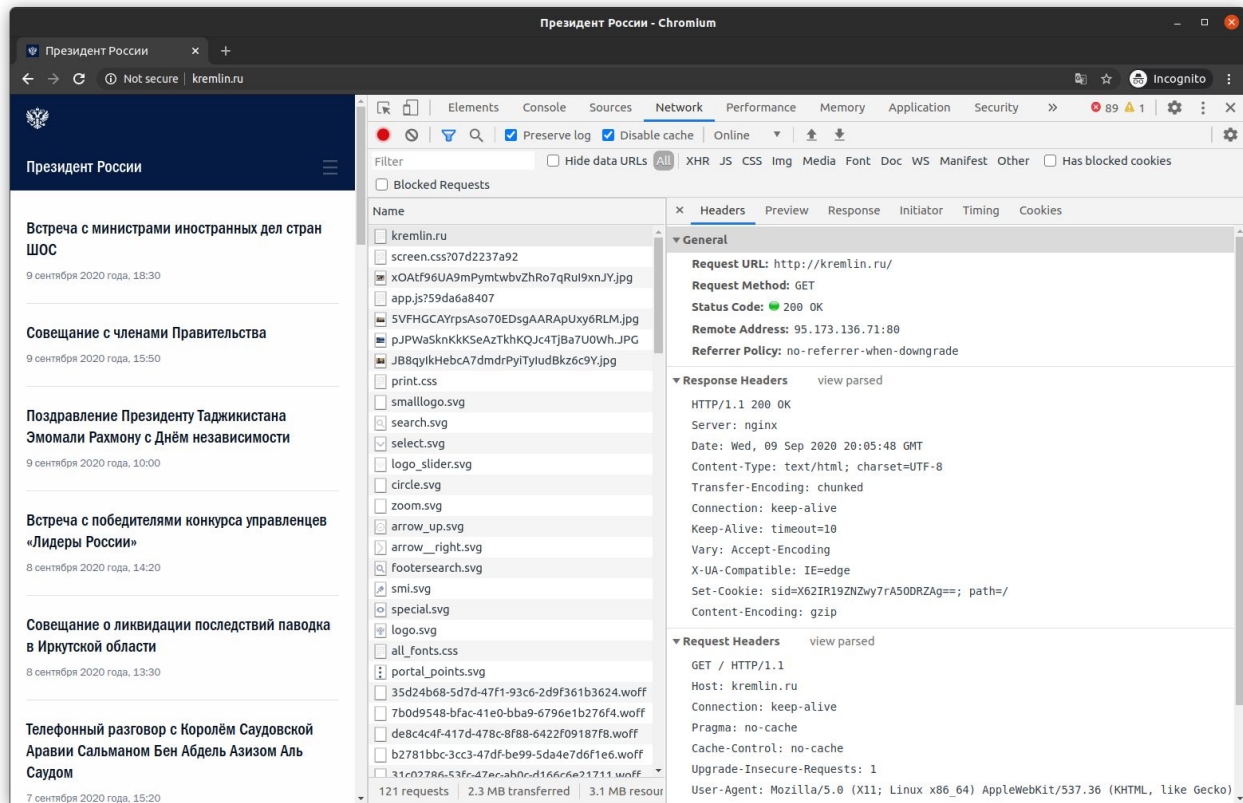 Президент России - Chromium
Президент России
Not secure | kremlin.ru
Incognito
Президент России
Встреча с министрами иностранных дел стран
ШОС
9 сентября 2020 года, 18:30
Совещание с членами Правительства
9 сентября 2020 года, 15:50
Поздравление Президенту Таджикистана
Эмомали Рахмону с Днём независимости
9 сентября 2020 года, 10:00
Встреча с победителями конкурса управленцев
«Лидеры России»
8 сентября 2020 года, 14:20
Совещание о ликвидации последствий паводка
в Иркутской области
8 сентября 2020 года, 13:30
Телефонный разговор с Королём Саудовской
Аравии Сальманом Бен Абдель Азизом Аль
Саудом
7 сентября 2020 года, 15:20
Elements Console Sources Network Performance Memory Application Security » 89 1
Preserve log Disable cache Online
Filter Hide data URLs All XHR JS CSS Img Media Font Doc WS Manifest Other Has blocked cookies
Blocked Requests
Name
kremlin.ru
screen.css?07d2237a92
xOAtf96UA9mPymtwbvZhRo7qRuI9xnJY.jpg
app.js?59da6a8407
5VFHGCAYrpsAso70EDsgAARApUxy6RLM.jpg
pJPWaSknKkKSeAzTkhKQJc4TjBa7U0Wh.JPG
JB8qyIkHebcA7dmdrPyiTyIudBkz6c9Y.jpg
print.css
smalllogo.svg
search.svg
select.svg
logo_slider.svg
circle.svg
zoom.svg
arrow_up.svg
arrow__right.svg
footersearch.svg
smi.svg
special.svg
logo.svg
all_fonts.css
portal_points.svg
35d24b68-5d7d-47f1-93c6-2d9f361b3624.woff
7b0d9548-bfac-41e0-bba9-6796e1b276f4.woff
de8c4c4f-417d-478c-8f88-6422f09187f8.woff
b2781bbc-3cc3-47df-be99-5da4e7d6f1e6.woff
31c02786-53fc-47ec-ab0c-d166c6e21711.woff
121 requests 2.3 MB transferred 3.1 MB resour
Headers Preview Response Initiator Timing Cookies
General
Request URL: http://kremlin.ru/
Request Method: GET
Status Code: 200 OK
Remote Address: 95.173.136.71:80
Referrer Policy: no-referrer-when-downgrade
Response Headers view parsed
HTTP/1.1 200 OK
Server: nginx
Date: Wed, 09 Sep 2020 20:05:48 GMT
Content-Type: text/html; charset=UTF-8
Transfer-Encoding: chunked
Connection: keep-alive
Keep-Alive: timeout=10
Vary: Accept-Encoding
X-UA-Compatible: IE=edge
Set-Cookie: sid=X62IR19ZNZwy7rA5ODRZAg==; path=/
Content-Encoding: gzip
Request Headers view parsed
GET / HTTP/1.1
Host: kremlin.ru
Connection: keep-alive
Pragma: no-cache
Cache-Control: no-cache
Upgrade-Insecure-Requests: 1
User-Agent: Mozilla/5.0 (X11; Linux x86_64) AppleWebKit/537.36 (KHTML, like Gecko)